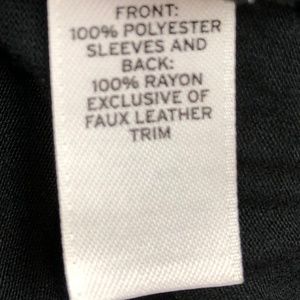 FRONT:
100% POLYESTER
SLEEVES AND
BACK:
100% RAYON
EXCLUSIVE OF
FAUX LEATHER
TRIM